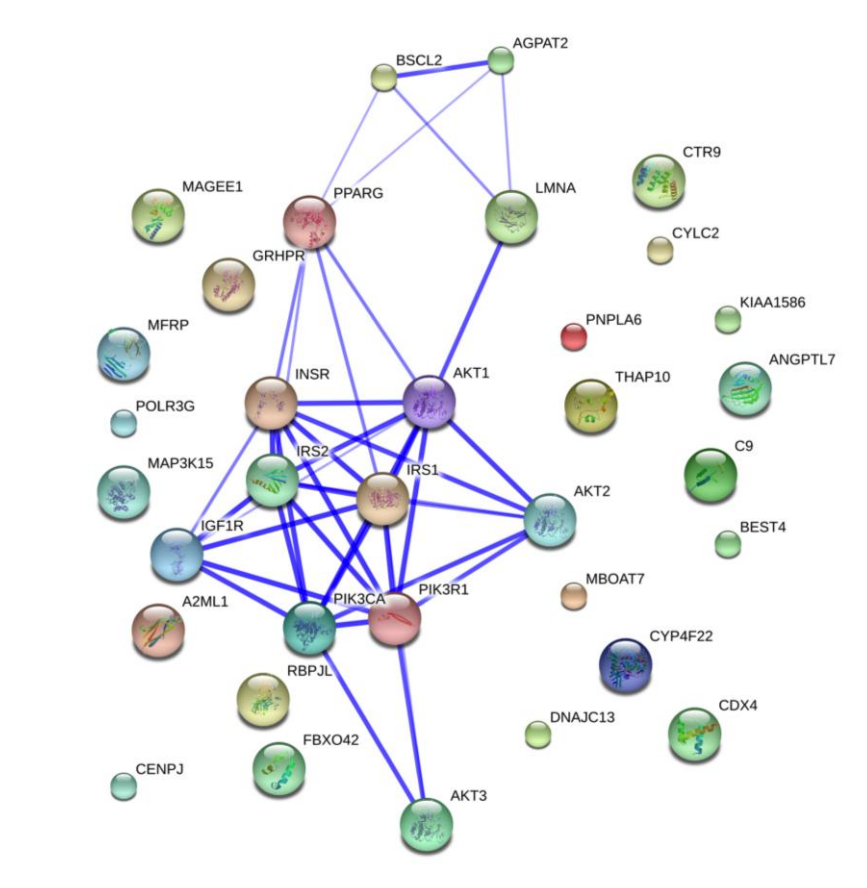 AGPAT2
BSCL2
CTR9
MAGEE1
PPARG
LMNA
CYLC2
GRHPR
KIAA1586
PNPLA6
MFRP
ANGPTL7
INSR
AKT1
THAP10
POLR3G
C9
IRS2
MAP3K15
IRS1
AKT2
IGF1R
BEST4
MBOAT7
PIK3R1
PIK3CA
A2ML1
CYP4F22
RBPJL
CDX4
DNAJC13
FBXO42
CENPJ
AKT3